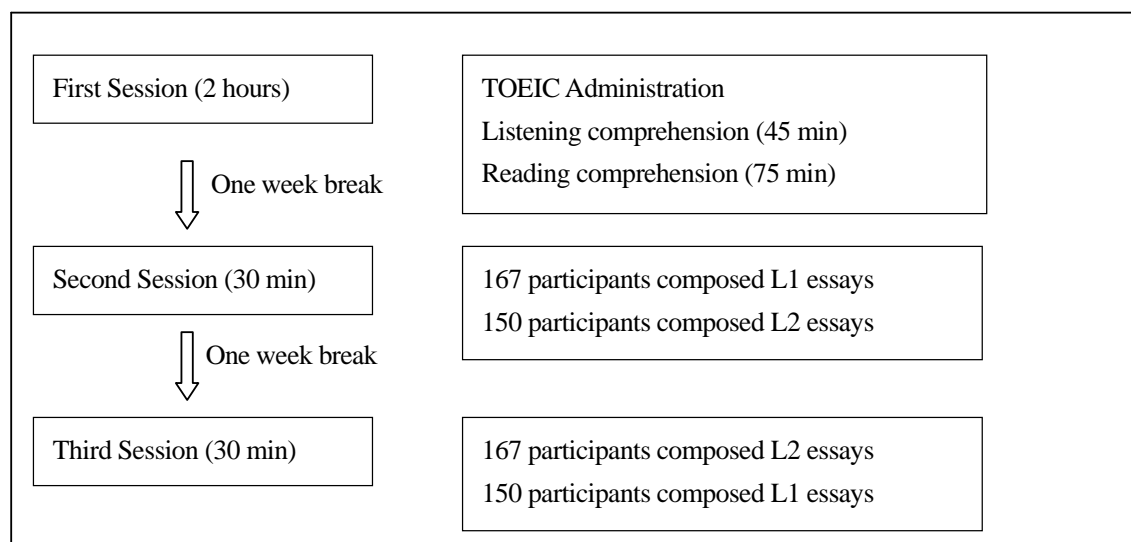 First Session (2 hours)
TOEIC Administration
Listening comprehension (45 min)
Reading comprehension (75 min)
One week break
Second Session (30 min)
167 participants composed L1 essays
150 participants composed L2 essays
One week break
Third Session (30 min)
167 participants composed L2 essays
150 participants composed L1 essays